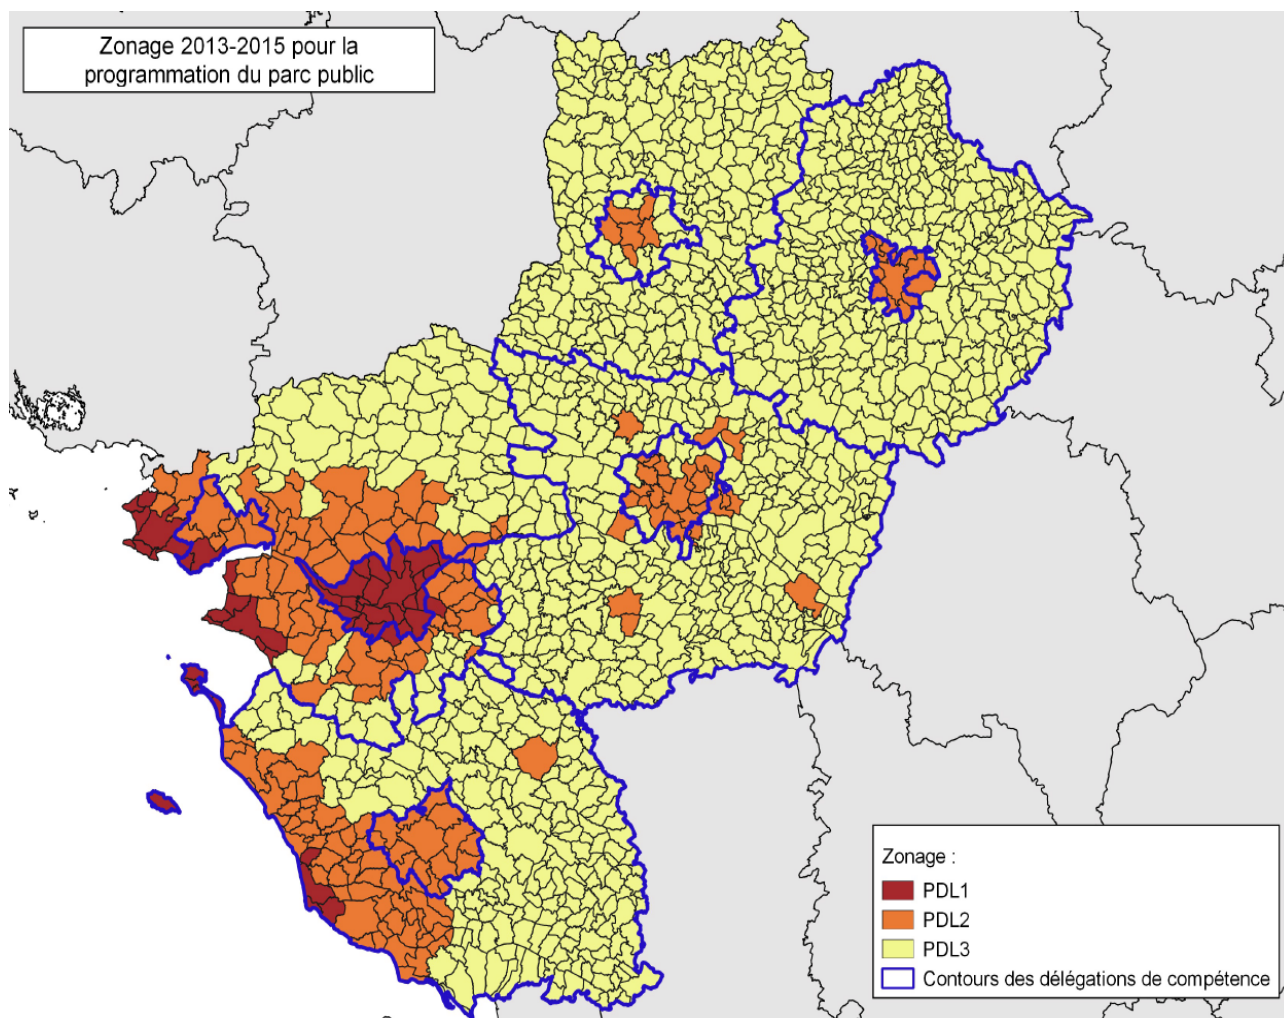 Zonage 2013-2015 pour la
programmation du parc public
Zonage :
PDL1
PDL2
PDL3
Contours des délégations de compétence